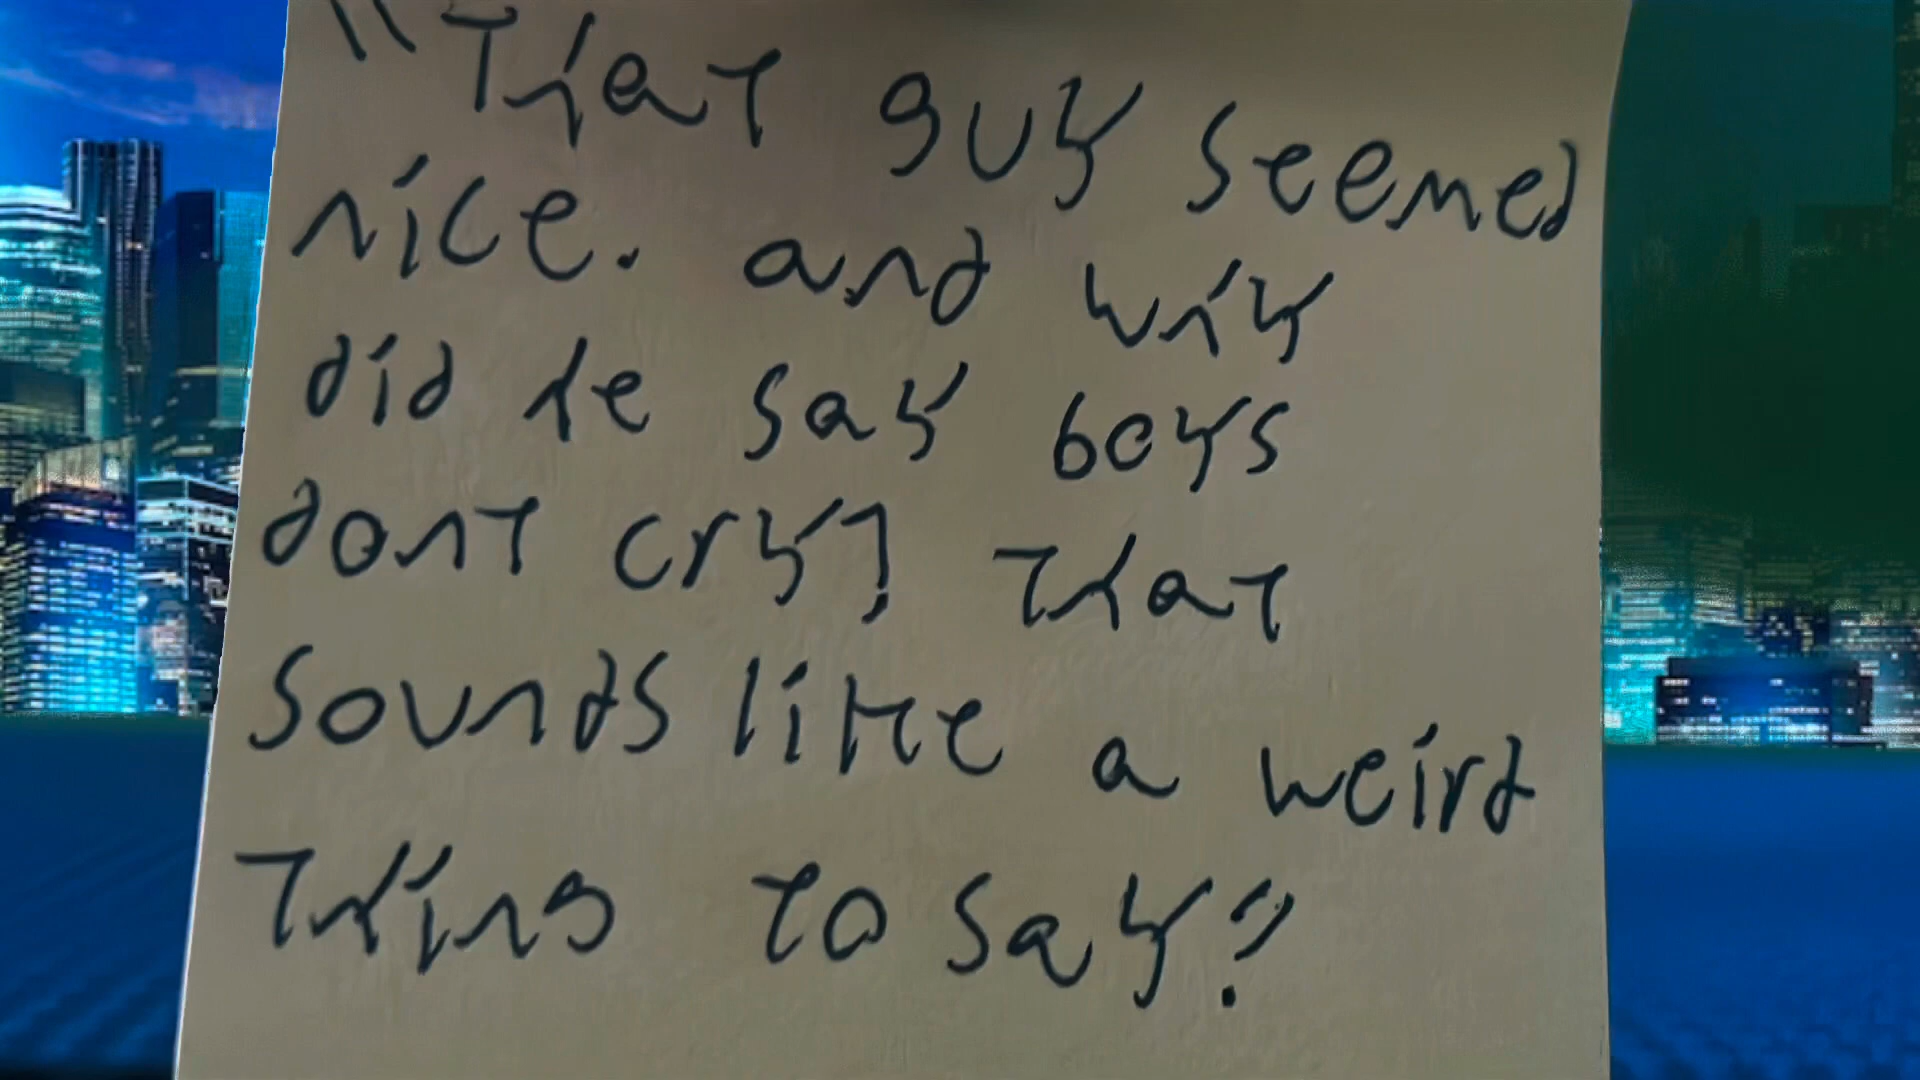 "That guy seemed
nice. and why
did he say boys
dont cry? That
sounds like a weird
thing to say?